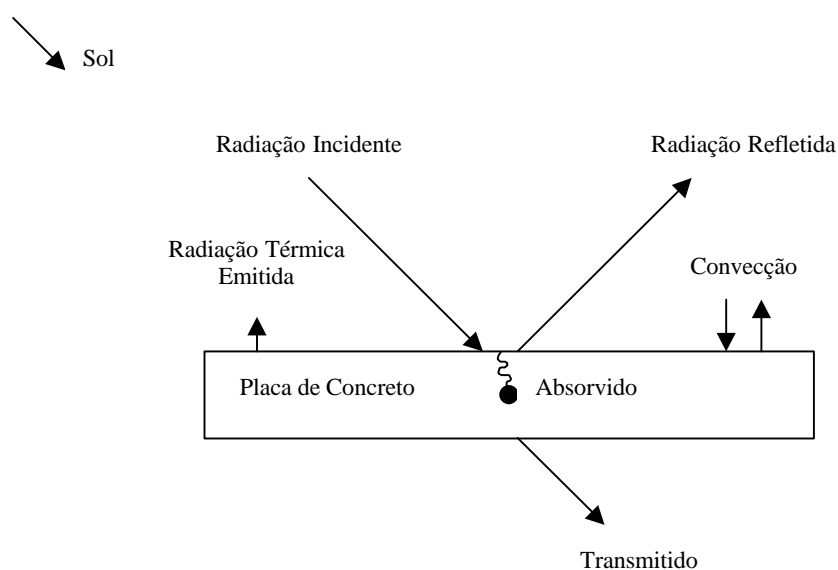 Sol
Radiação Incidente
Radiação Refletida
Radiação Térmica
Emitida
Convecção
Placa de Concreto
Absorvido
Transmitido